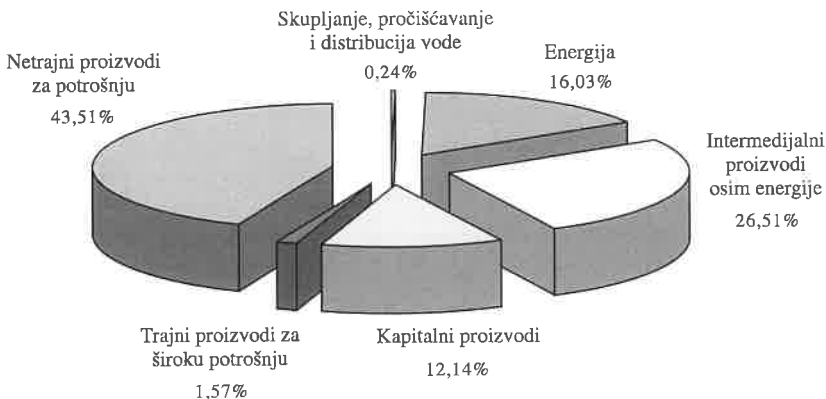 Skupljanje, pročišćavanje
i distribucija vode
0,24%
Energija
16,03%
Intermedijalni
proizvodi
osim energije
26,51%
Kapitalni proizvodi
12,14%
Trajni proizvodi za
široku potrošnju
1,57%
Netrajni proizvodi
za potrošnju
43,51%